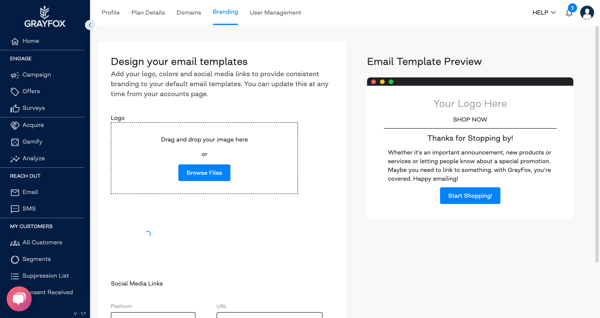 GRAYFOX
Profile
Plan Details
Domains
Branding
User Management
HELP
1
Home
ENGAGE
Campaign
Offers
Surveys
Acquire
Gamify
Analyze
REACH OUT
Email
SMS
MY CUSTOMERS
All Customers
Segments
Suppression List
Received
V - 17
Design your email templates
Add your logo, colors and social media links to provide consistent
branding to your default email templates. You can update this at any
time from your accounts page.
Logo
Drag and drop your image here
or
Browse Files
Social Media Links
Platform
URL
Email Template Preview
Your Logo Here
SHOP NOW
Thanks for Stopping by!
Whether it's an important announcement, new products or
services or letting people know about a special promotion.
Maybe you need to link to something, with GrayFox, you're
covered. Happy emailing!
Start Shopping!